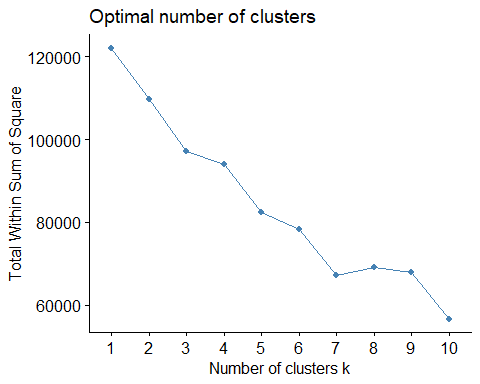 Optimal number of clusters
Total Within Sum of Square
120000
100000
80000
60000
1 2 3 4 5 6 7 8 9 10
Number of clusters k